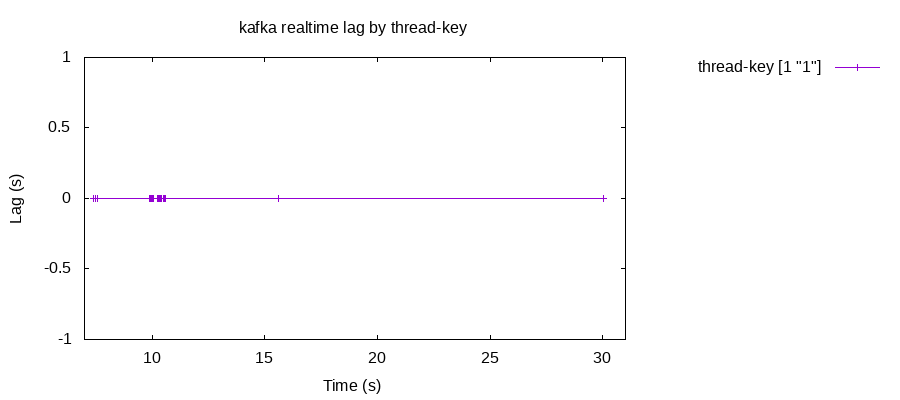 kafka realtime lag by thread-key
thread-key [1 "1"]
Lag (s)
1
0.5
0
-0.5
-1
10 15 20 25 30
Time (s)